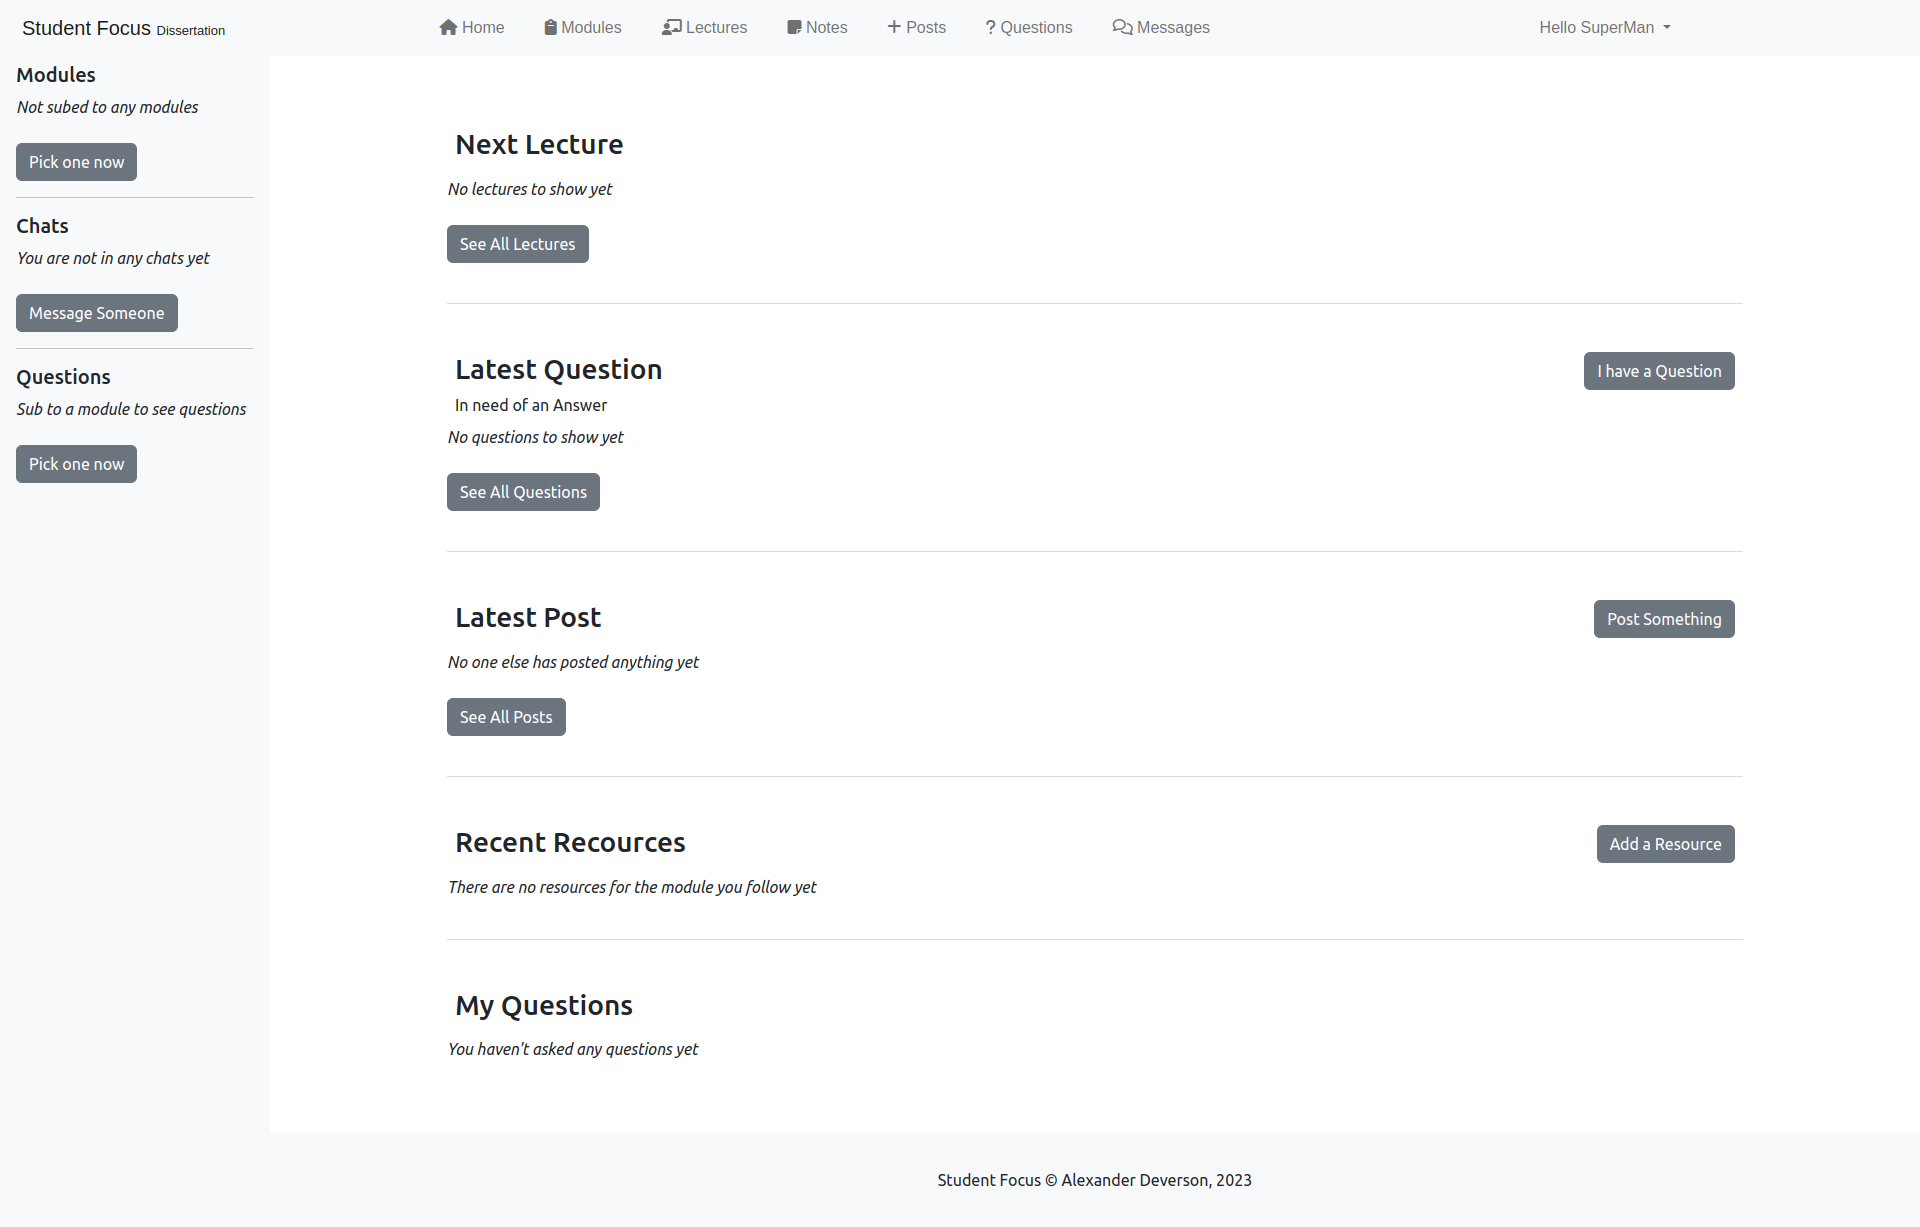 Student Focus Dissertation
Home Modules Lectures Notes Posts Questions Messages
Hello SuperMan
Modules
Not subed to any modules
Pick one now
Chats
You are not in any chats yet
Message Someone
Questions
Sub to a module to see questions
Pick one now
Next Lecture
No lectures to show yet
See All Lectures
Latest Question
I have a Question
In need of an Answer
No questions to show yet
See All Questions
Latest Post
Post Something
No one else has posted anything yet
See All Posts
Recent Recources
Add a Resource
There are no resources for the module you follow yet
My Questions
You haven't asked any questions yet
Student Focus © Alexander Deverson, 2023